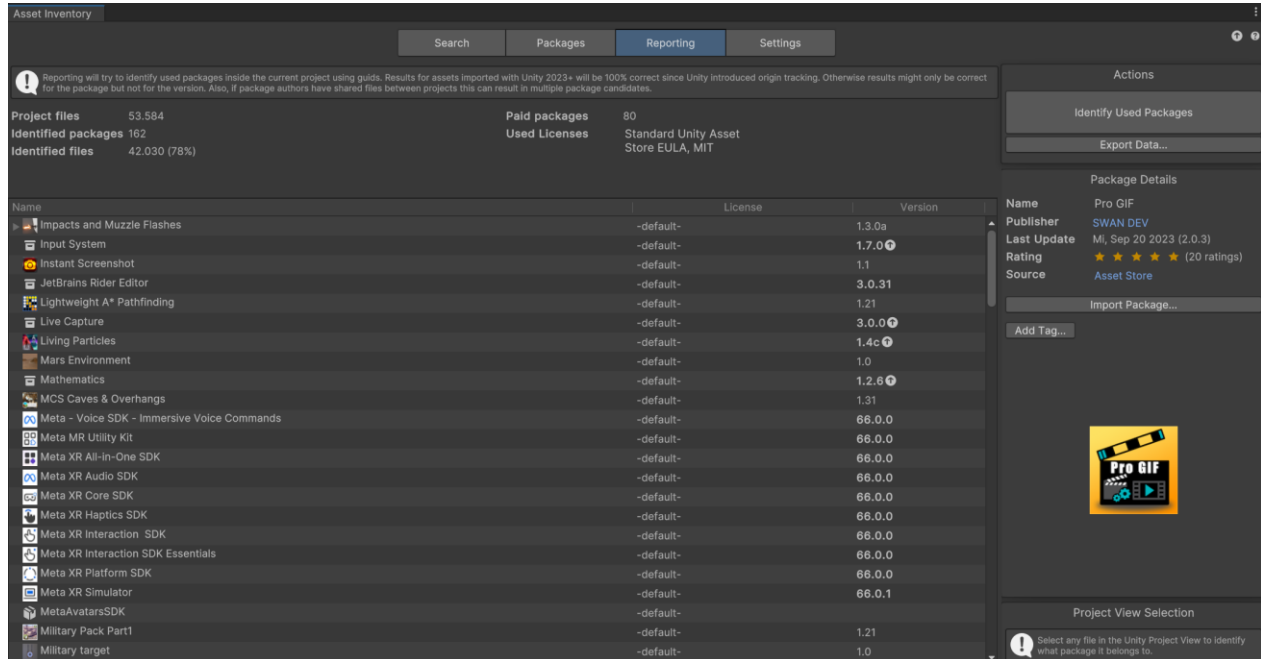 Asset Inventory
Search Packages Reporting Settings
Reporting will try to identify used packages inside the current project using guids. Results for assets imported with Unity 2023+ will be 100% correct since Unity introduced origin tracking. Otherwise results might only be correct
for the package but not for the version. Also, if package authors have shared files between projects this can result in multiple package candidates.
Project files 53.584
Identified packages 162
Identified files 42.030 (78%)
Paid packages 80
Used Licenses Standard Unity Asset
Store EULA, MIT
Name License Version
Impacts and Muzzle Flashes -default- 1.3.0a
Input System -default- 1.7.0
Instant Screenshot -default- 1.1
JetBrains Rider Editor -default- 3.0.31
Lightweight A* Pathfinding -default- 1.21
Live Capture -default- 3.0.0
Living Particles -default- 1.4c
Mars Environment -default- 1.0
Mathematics -default- 1.2.6
MCS Caves & Overhangs -default- 1.31
Meta - Voice SDK - Immersive Voice Commands -default- 66.0.0
Meta MR Utility Kit -default- 66.0.0
Meta XR All-in-One SDK -default- 66.0.0
Meta XR Audio SDK -default- 66.0.0
Meta XR Core SDK -default- 66.0.0
Meta XR Haptics SDK -default- 66.0.0
Meta XR Interaction SDK -default- 66.0.0
Meta XR Interaction SDK Essentials -default- 66.0.0
Meta XR Platform SDK -default- 66.0.0
Meta XR Simulator -default- 66.0.1
MetaAvatarsSDK -default-
Military Pack Part1 -default- 1.21
Military target -default- 1.0
Actions
Identify Used Packages
Export Data...
Package Details
Name Pro GIF
Publisher SWAN DEV
Last Update Mi, Sep 20 2023 (2.0.3)
Rating ★ ★ ★ ★ ★ (20 ratings)
Source Asset Store
Import Package...
Add Tag...
Pro GIF
Project View Selection
Select any file in the Unity Project View to identify
what package it belongs to.